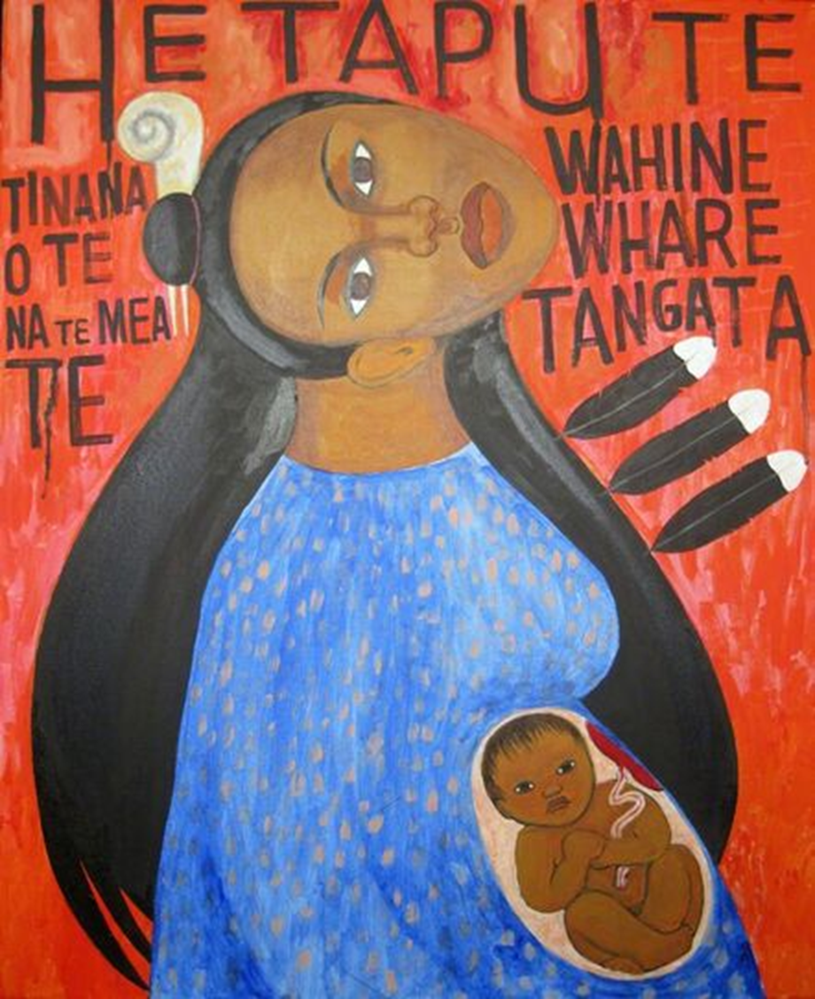 HE TAPU TE
TINANA
O TE
NA TE MEA
TE
WAHINE
WHARE
TANGATA